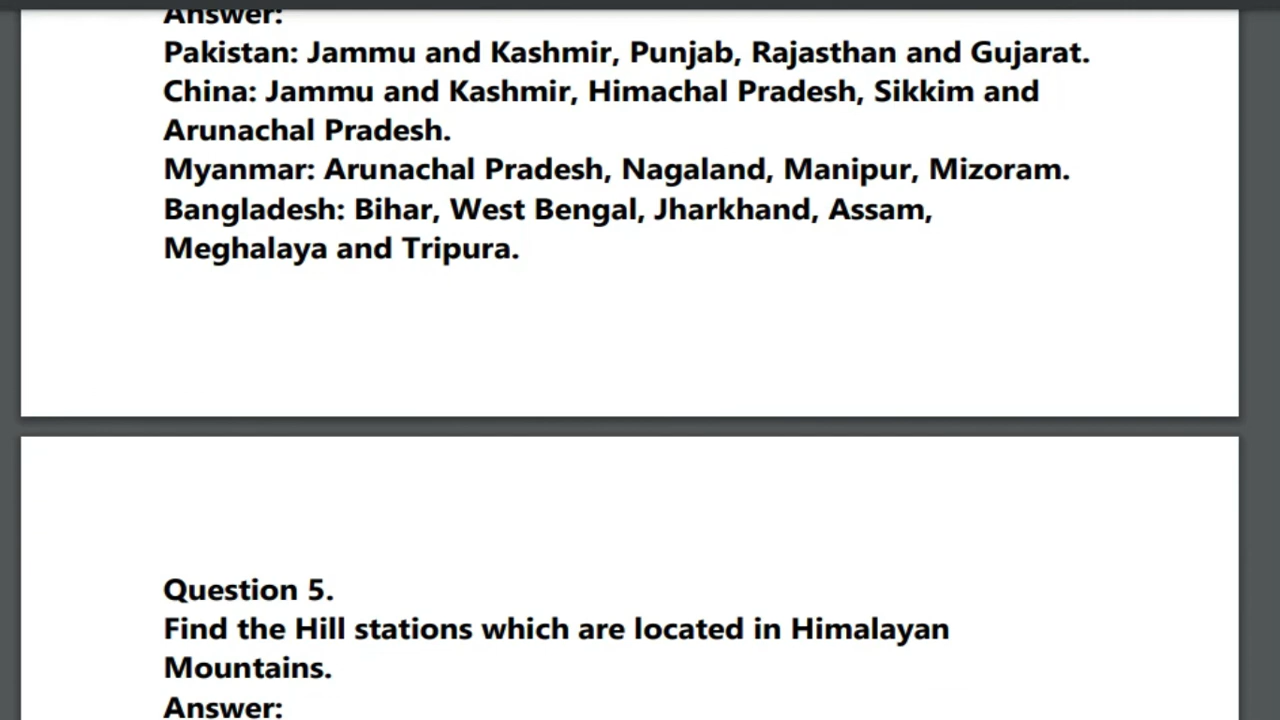 Answer:
Pakistan: Jammu and Kashmir, Punjab, Rajasthan and Gujarat.
China: Jammu and Kashmir, Himachal Pradesh, Sikkim and
Arunachal Pradesh.
Myanmar: Arunachal Pradesh, Nagaland, Manipur, Mizoram.
Bangladesh: Bihar, West Bengal, Jharkhand, Assam,
Meghalaya and Tripura.
Question 5.
Find the Hill stations which are located in Himalayan
Mountains.
Answer: